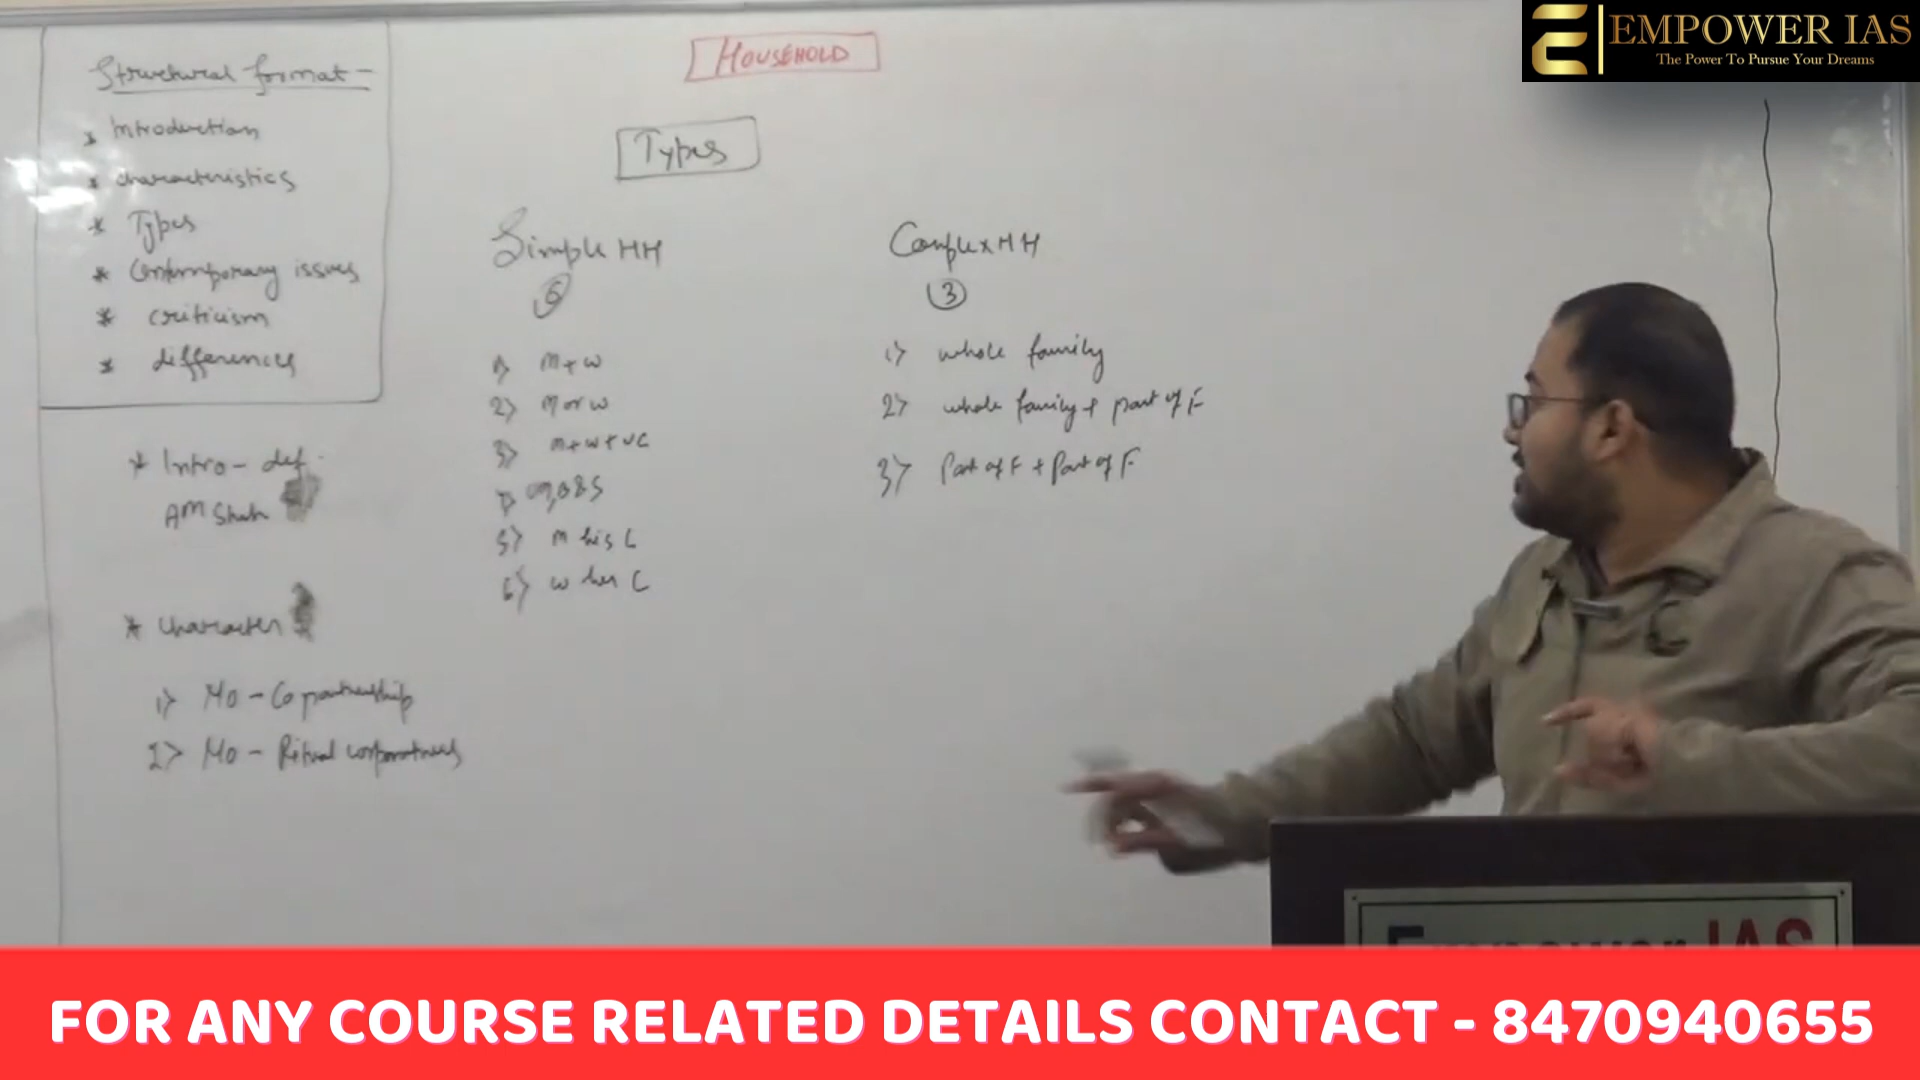 EMPOWER IAS
The Power To Pursue Your Dreams
HOUSEHOLD
Structural format -
* Introduction
* characteristics
* Types
* Contemporary issues
* criticism
* differences
* Intro - def.
AM Shah
* character
1) HO - Coparternership
2) HO - Ritual
Types
Simple HH
6
1) M + W
2) M or W
3) M + W + UC
5) M his C
6) W her C
Complex HH
3
1) whole family
2) whole family + part of F
3) Part of F + Part of F
Empower IAS
FOR ANY COURSE RELATED DETAILS CONTACT - 8470940655